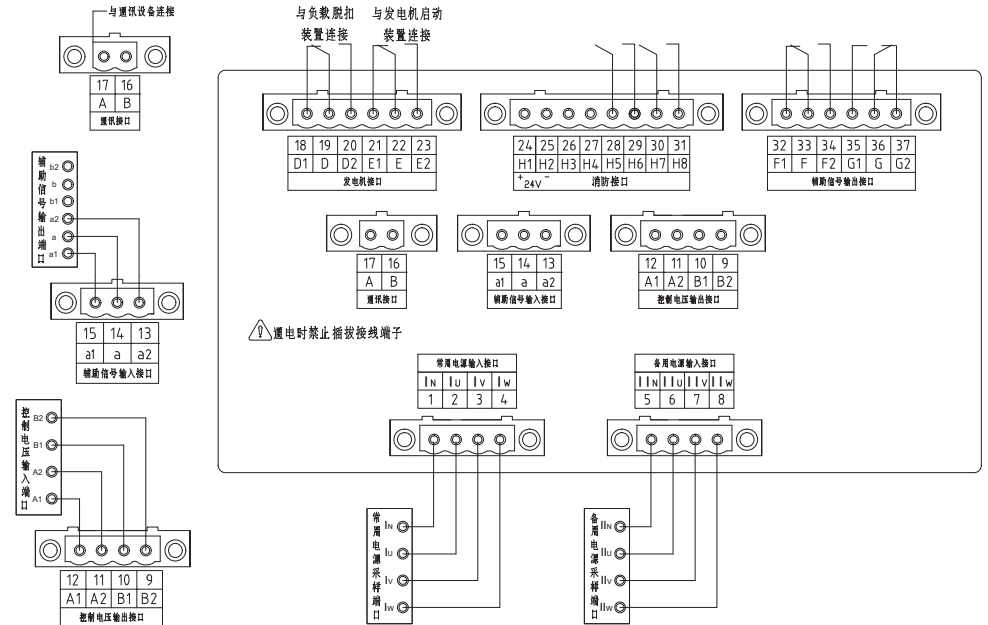 与通讯设备连接
17 16
A B
通讯接口
辅助信号输出端口
b2
b
b1
a2
a
a1
15 14 13
a1 a a2
辅助信号输入接口
控制电压输入端口
B2
B1
A2
A1
12 11 10 9
A1 A2 B1 B2
控制电压输出接口
与负载脱扣装置连接
与发电机启动装置连接
18 19 20 21 22 23
D1 D D2 E1 E E2
发电机接口
24 25 26 27 28 29 30 31
H1 H2 H3 H4 H5 H6 H7 H8
+ 24V - 消防接口
32 33 34 35 36 37
F1 F F2 G1 G G2
辅助信号输出接口
17 16
A B
通讯接口
15 14 13
a1 a a2
辅助信号输入接口
12 11 10 9
A1 A2 B1 B2
控制电压输出接口
通电时禁止插拔接线端子
常用电源输入接口
IN IU IV IW
1 2 3 4
备用电源输入接口
IIN IIU IIV IIW
5 6 7 8
常用电源采样端口
IN
IU
IV
IW
备用电源采样端口
IIN
IIU
IIV
IIW